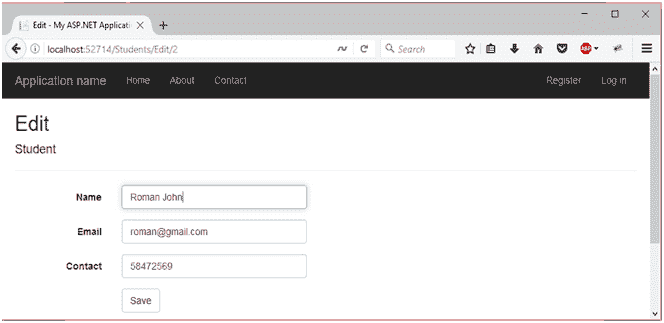 Edit - My ASP.NET Applicati
localhost:52714/Students/Edit/2
Search
ABP
Application name Home About Contact Register Log in
Edit
Student
Name Roman John
Email roman@gmail.com
Contact 58472569
Save